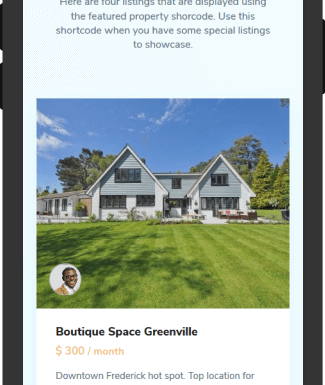 Here are four listings that are displayed using
the featured property shorcode. Use this
shortcode when you have some special listings
to showcase.
Boutique Space Greenville
$ 300 / month
Downtown Frederick hot spot. Top location for